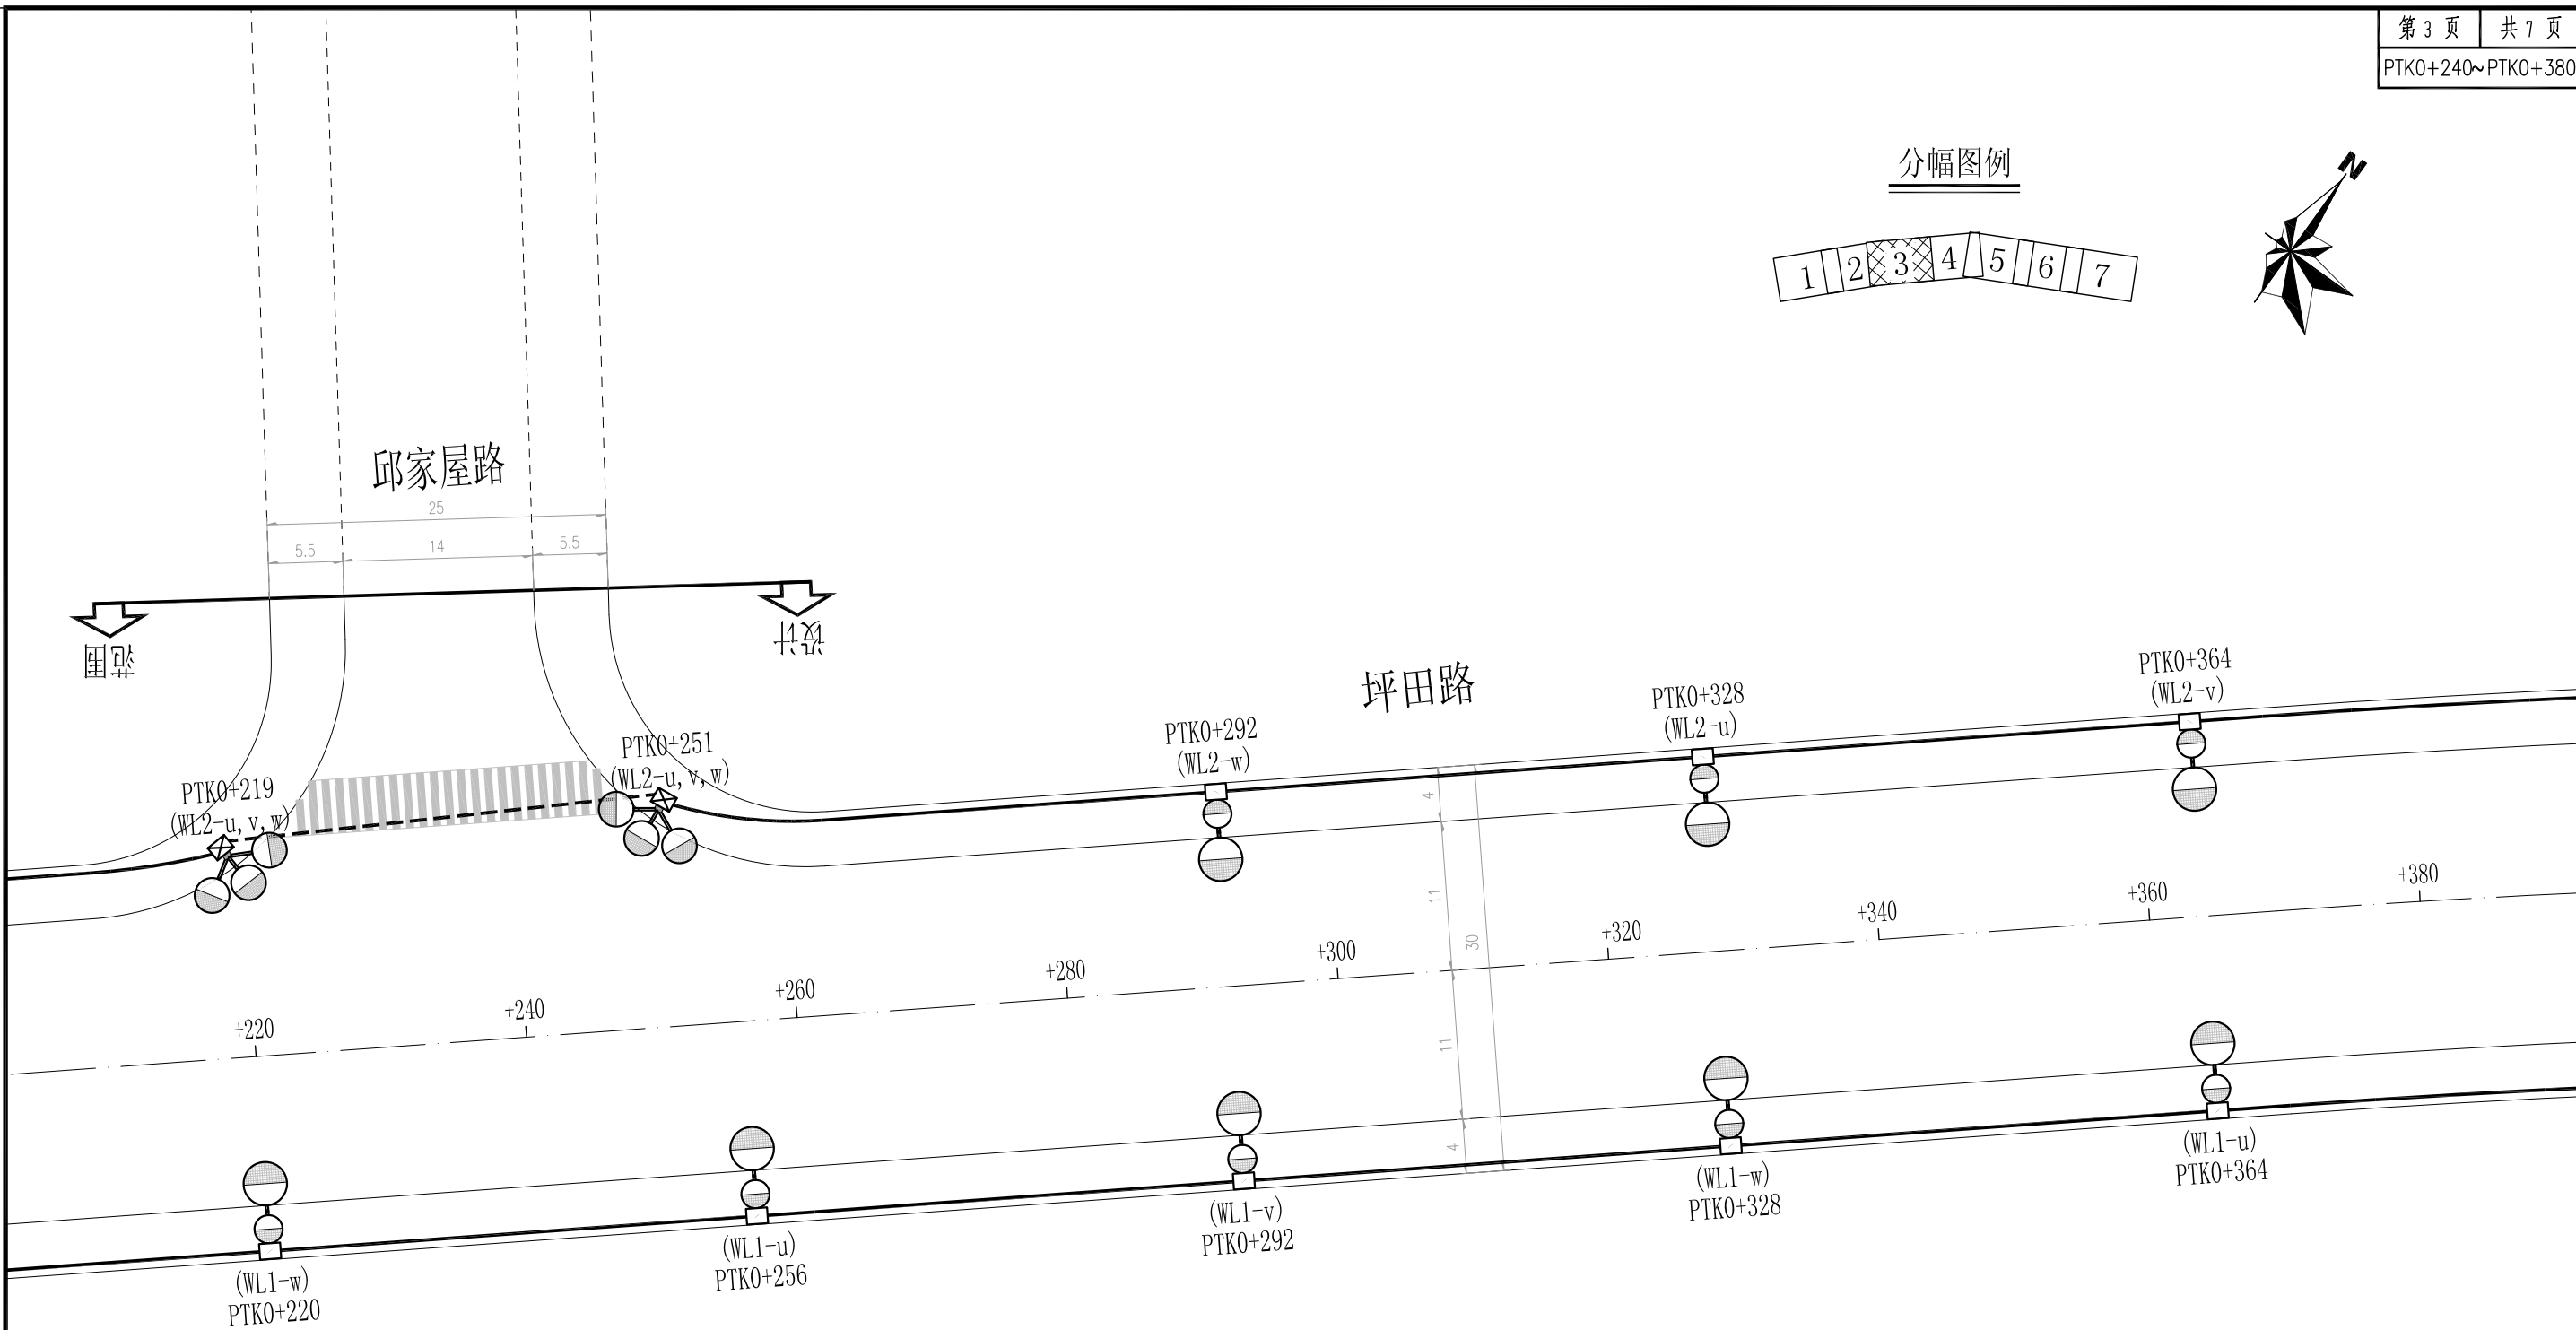 第 3 页 共 7 页
PTK0+240~PTK0+380
分幅图例
N
1 2 3 4 5 6 7
邱家屋路
25
5.5 14 5.5
设计
范围
坪田路
PTK0+364
(WL2-v)
PTK0+328
(WL2-u)
PTK0+292
(WL2-w)
PTK0+251
(WL2-u,v,w)
PTK0+219
(WL2-u,v,w)
4
11
30
11
4
+220 +240 +260 +280 +300 +320 +340 +360 +380
(WL1-w)
PTK0+220
(WL1-u)
PTK0+256
(WL1-v)
PTK0+292
(WL1-w)
PTK0+328
(WL1-u)
PTK0+364